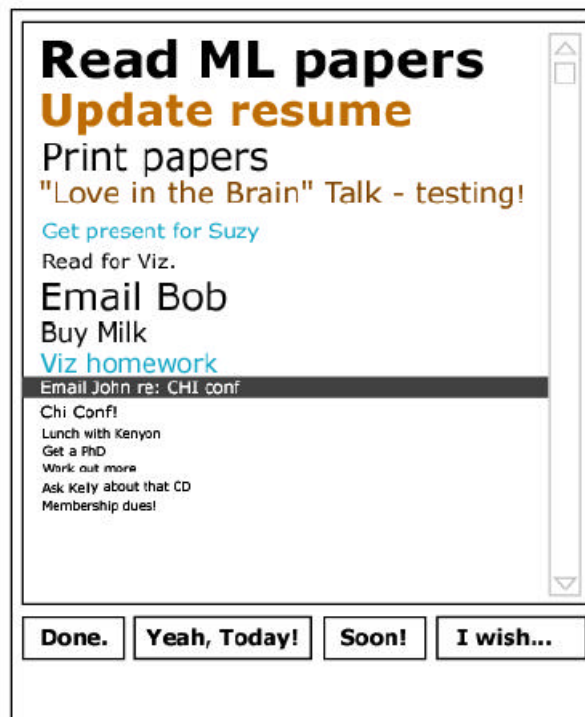 Read ML papers
Update resume
Print papers
"Love in the Brain" Talk - testing!
Get present for Suzy
Read for Viz.
Email Bob
Buy Milk
Viz homework
Email John re: CHI conf
Chi Conf!
Lunch with Kenyon
Get a PhD
Work out more
Ask Kelly about that CD
Membership dues!
Done. Yeah, Today! Soon! I wish...